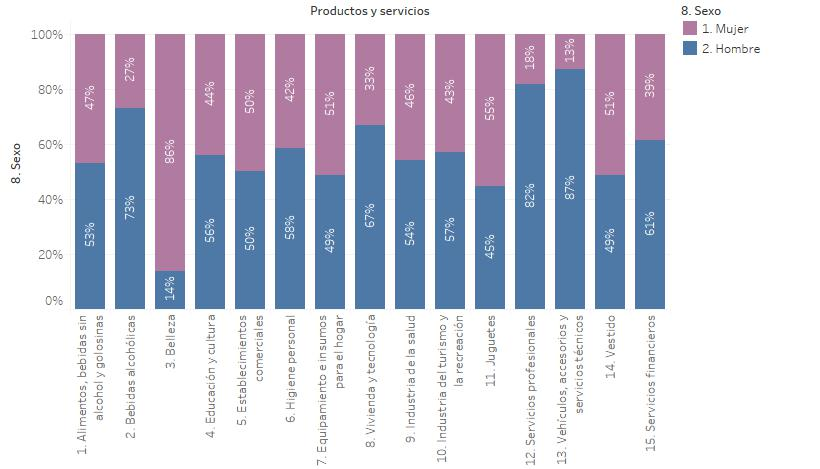 Productos y servicios
8. Sexo
1. Mujer
2. Hombre
8. Sexo
100%
80%
60%
40%
20%
0%
47%
27%
86%
44%
50%
42%
51%
33%
46%
43%
55%
18%
13%
51%
39%
53%
73%
14%
56%
50%
58%
49%
67%
54%
57%
45%
82%
87%
49%
61%
1. Alimentos, bebidas sin
alcohol y golosinas
2. Bebidas alcohólicas
3. Belleza
4. Educación y cultura
5. Establecimientos
comerciales
6. Higiene personal
7. Equipamiento e insumos
para el hogar
8. Vivienda y tecnología
9. Industria de la salud
10. Industria del turismo y
la recreación
11. Juguetes
12. Servicios profesionales
13. Vehículos, accesorios y
servicios técnicos
14. Vestido
15. Servicios financieros